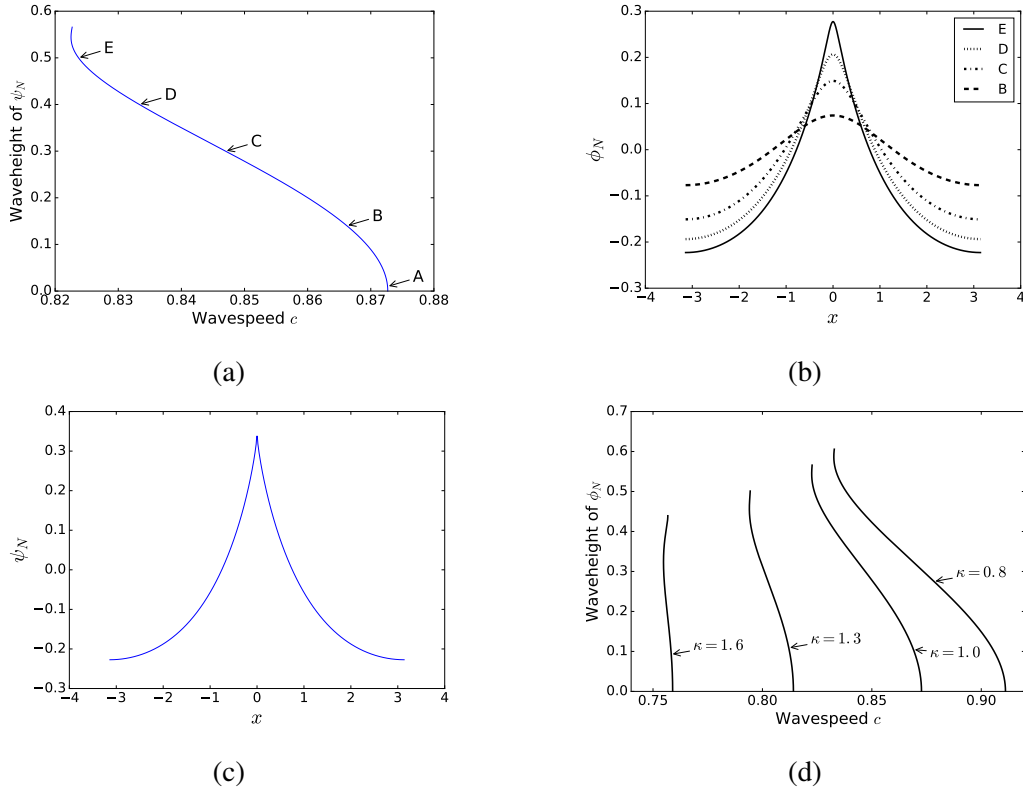 0.6
0.5
0.4
0.3
0.2
0.1
0.0
Waveheight of ψ_N
E
D
C
B
A
0.82 0.83 0.84 0.85 0.86 0.87 0.88
Wavespeed c
(a)
0.3
0.2
0.1
0.0
−0.1
−0.2
−0.3
ϕ_N
E
D
C
B
−4 −3 −2 −1 0 1 2 3 4
x
(b)
0.4
0.3
0.2
0.1
0.0
−0.1
−0.2
−0.3
ψ_N
−4 −3 −2 −1 0 1 2 3 4
x
(c)
0.7
0.6
0.5
0.4
0.3
0.2
0.1
0.0
Waveheight of ϕ_N
κ=0.8
κ=1.6
κ=1.3
κ=1.0
0.75 0.80 0.85 0.90
Wavespeed c
(d)